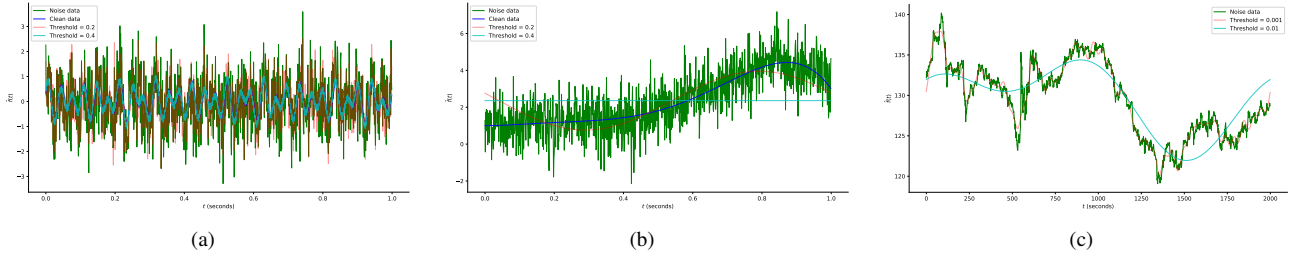 Noise data
Clean data
Threshold = 0.2
Threshold = 0.4
3
2
1
0
−1
−2
−3
0.0 0.2 0.4 0.6 0.8 1.0
t (seconds)
(a)
Noise data
Clean data
Threshold = 0.2
Threshold = 0.4
6
4
2
0
−2
0.0 0.2 0.4 0.6 0.8 1.0
t (seconds)
(b)
Noise data
Threshold = 0.001
Threshold = 0.01
140
135
130
125
120
0 250 500 750 1000 1250 1500 1750 2000
t (seconds)
(c)